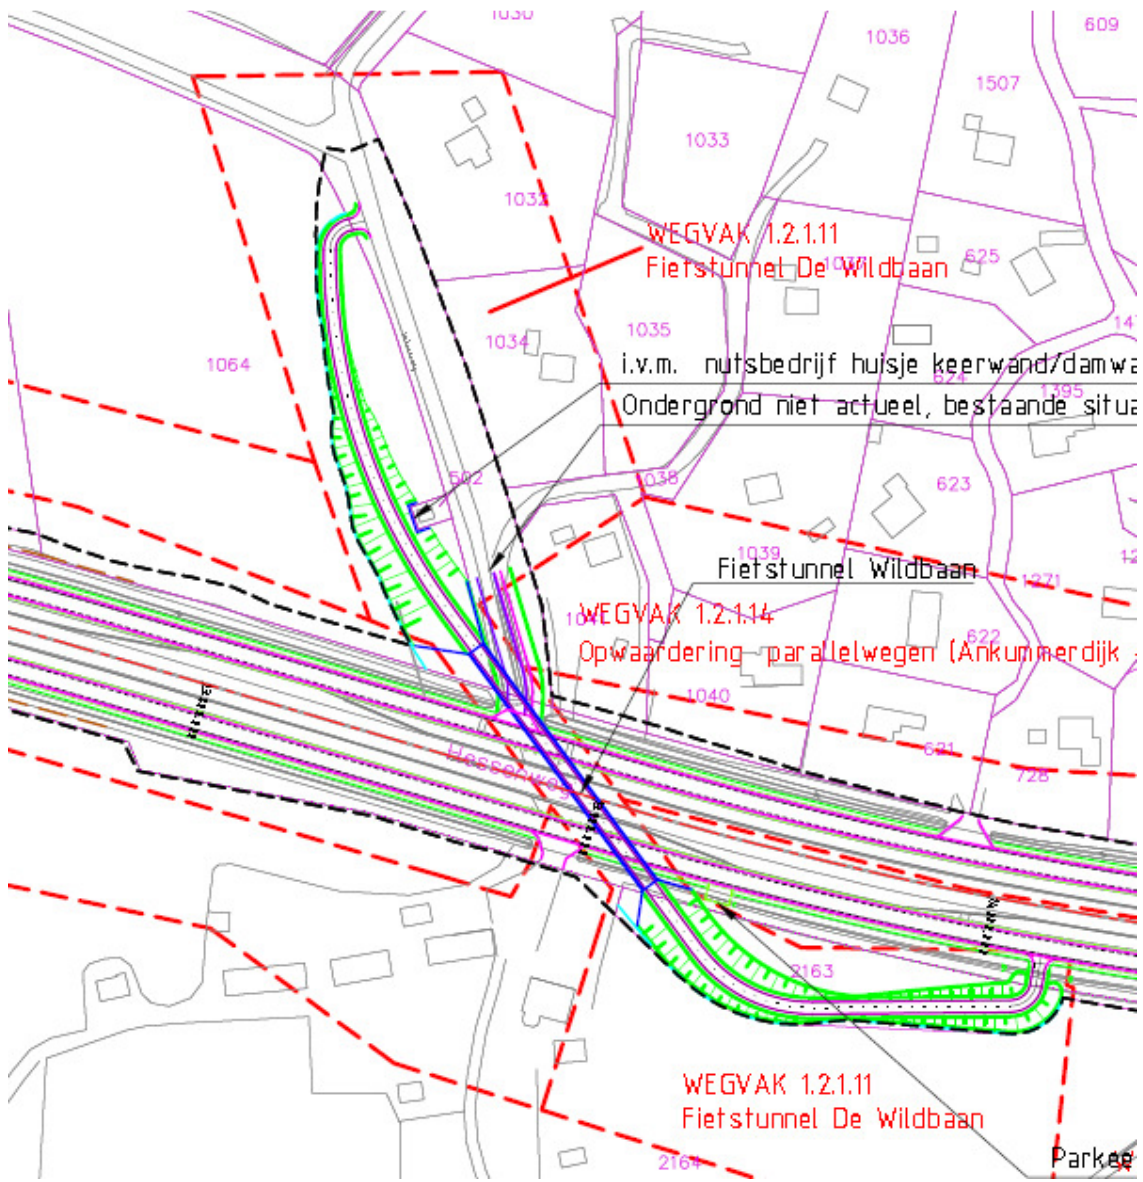 1030
609
1036
1507
1033
1032
WEGVAK 1.2.1.11
Fietstunnel De Wildbaan
625
1034
1035
1064
i.v.m. nutsbedrijf huisje keerwand/damwa
624
1395
Ondergrond niet actueel, bestaande situa
502
1038
623
1039
Fietstunnel Wildbaan
1271
WEGVAK 1.2.1.14
622
Opwaardering parallelwegen (Ankummerdijk
1040
621
728
Hessenweg
2163
WEGVAK 1.2.1.11
Fietstunnel De Wildbaan
2164
Parkee